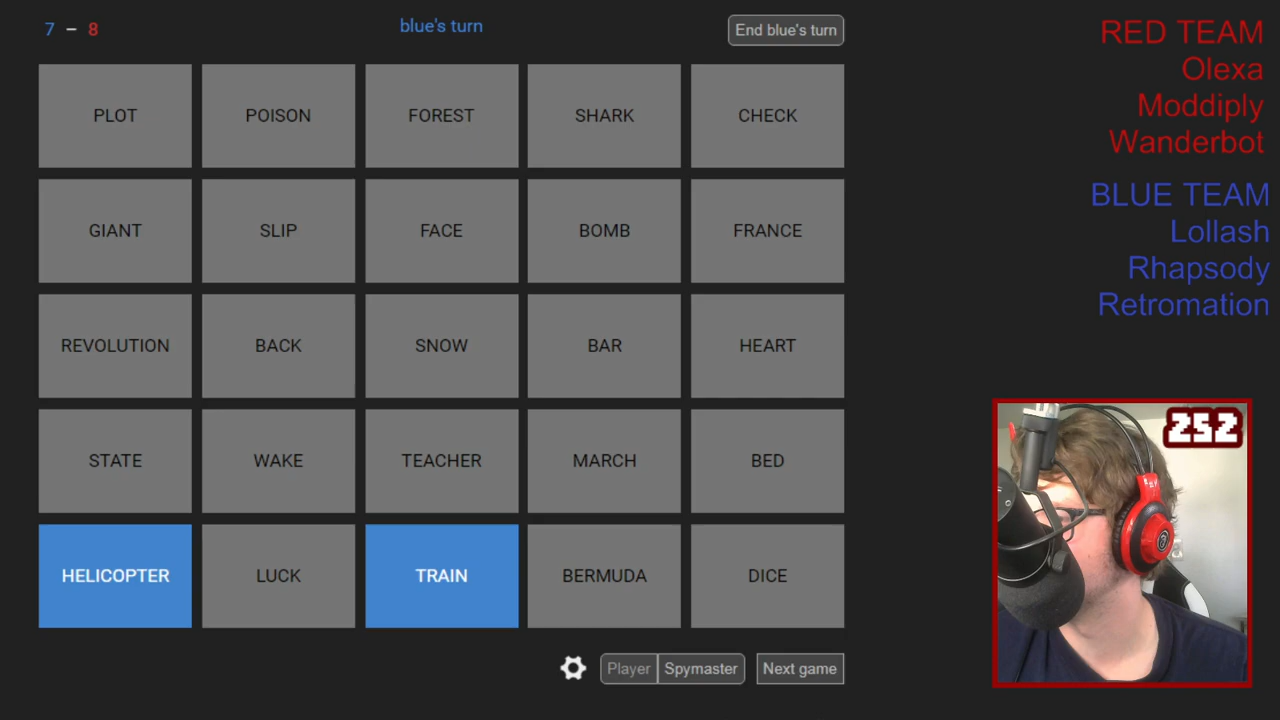 7 – 8
blue's turn
End blue's turn
PLOT POISON FOREST SHARK CHECK
GIANT SLIP FACE BOMB FRANCE
REVOLUTION BACK SNOW BAR HEART
STATE WAKE TEACHER MARCH BED
HELICOPTER LUCK TRAIN BERMUDA DICE
Player Spymaster Next game
RED TEAM
Olexa
Moddiply
Wanderbot
BLUE TEAM
Lollash
Rhapsody
Retromation
252